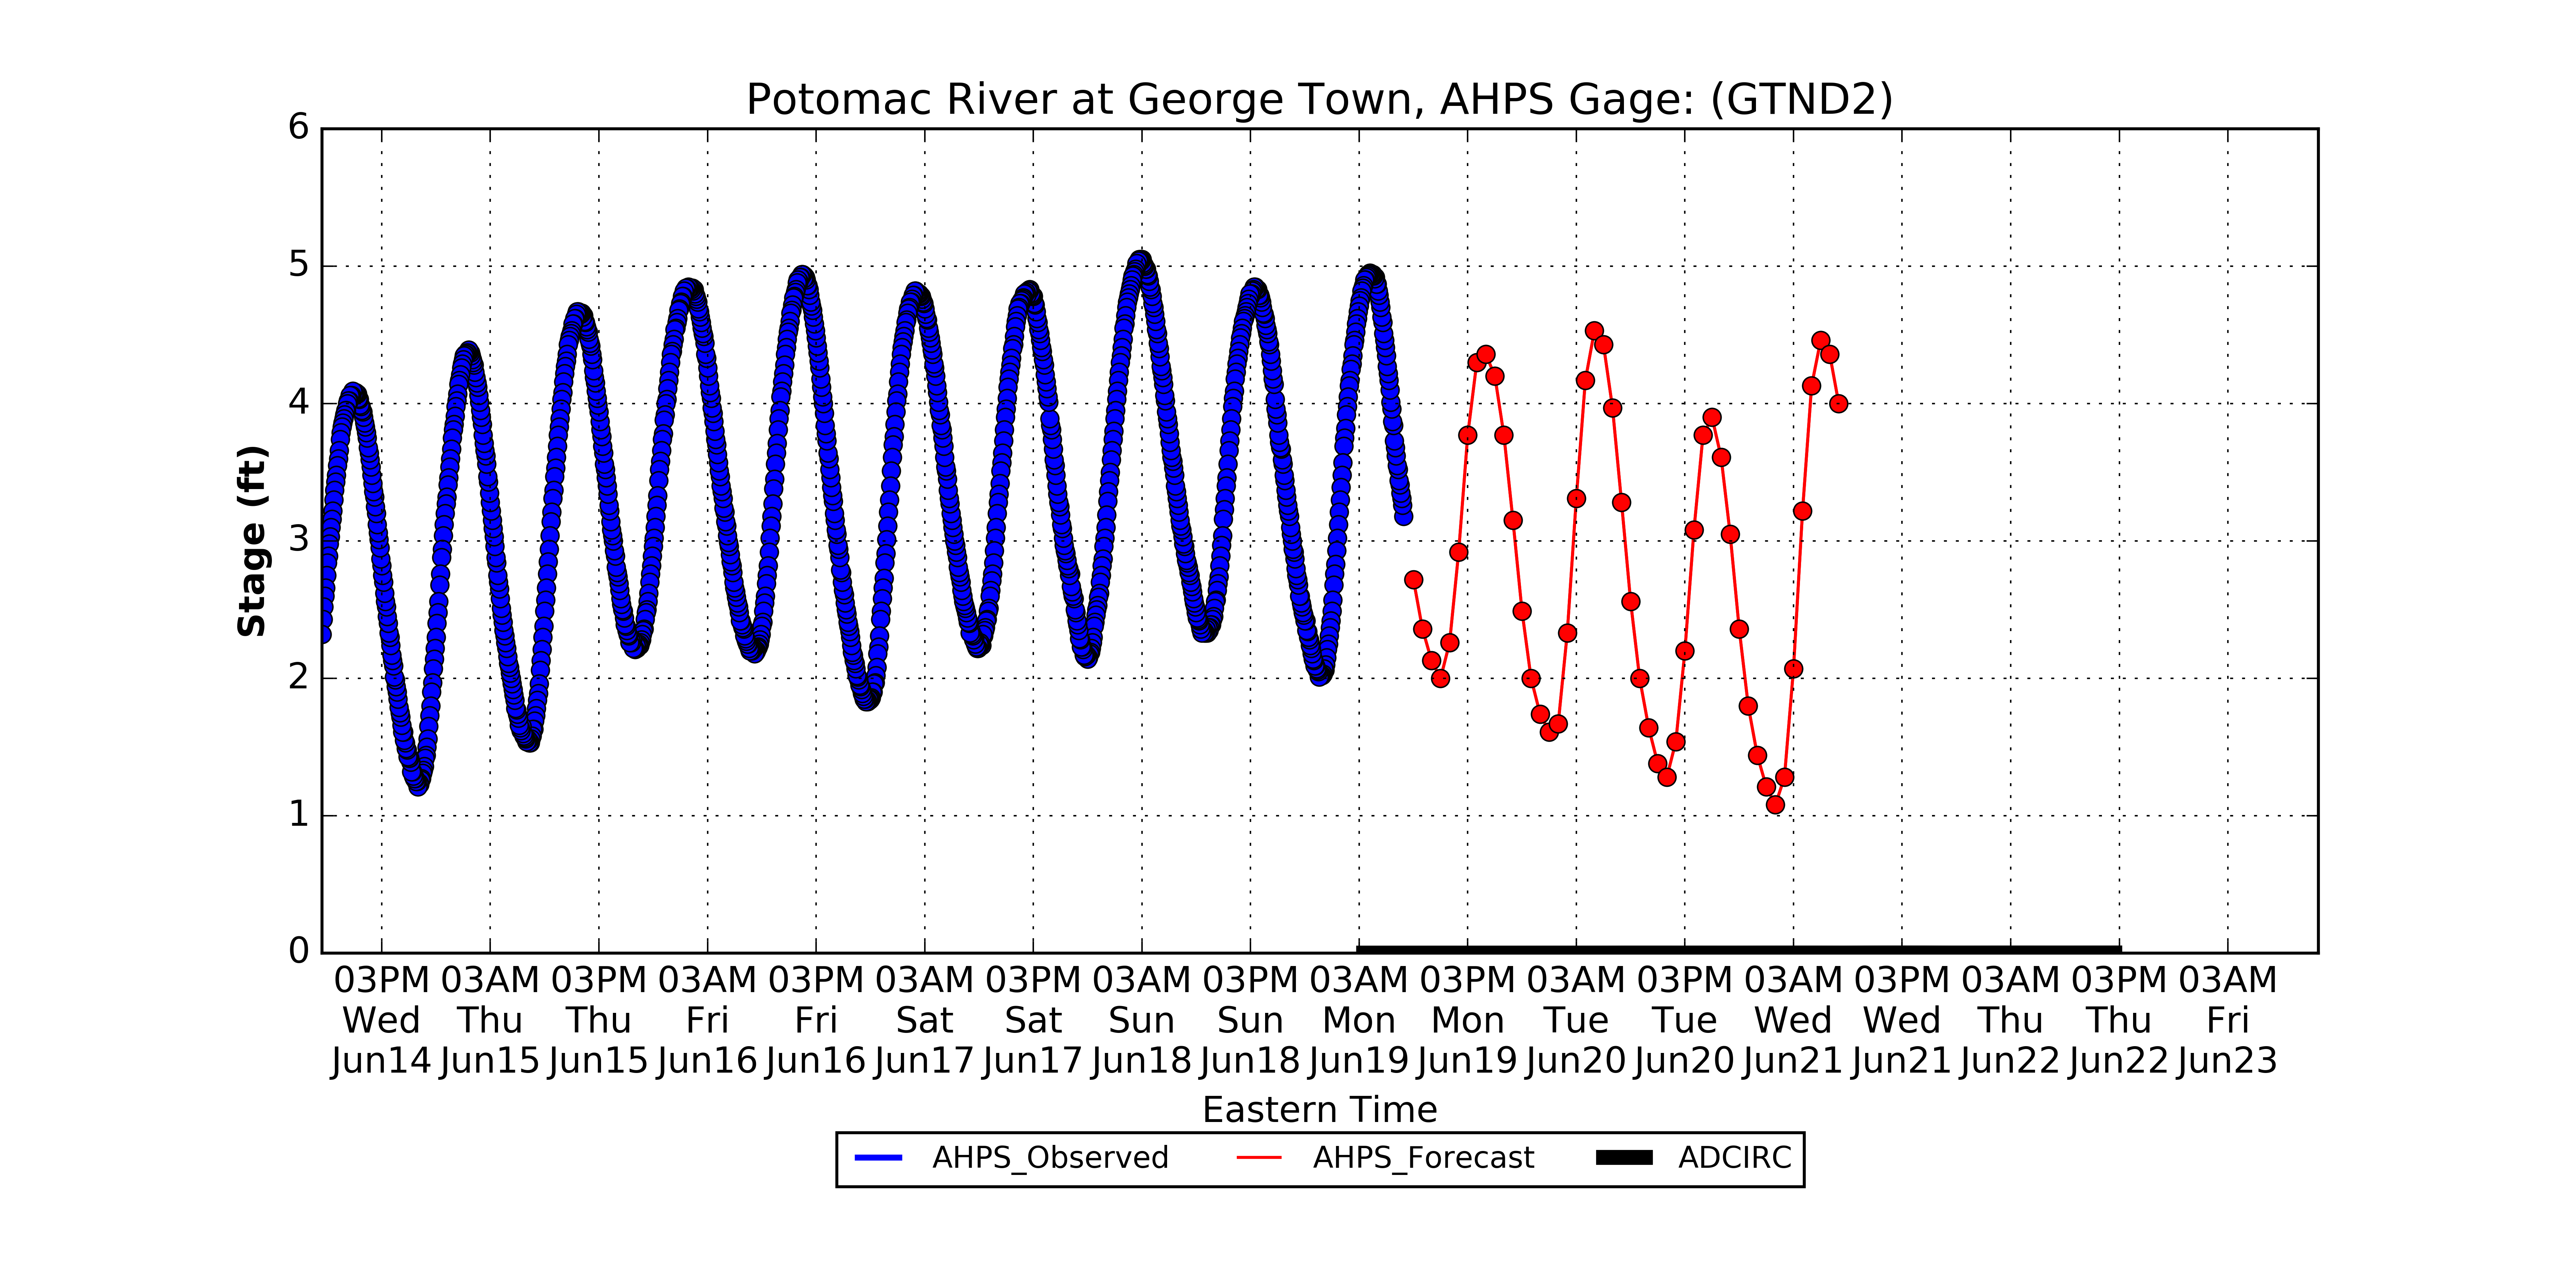 Potomac River at George Town, AHPS Gage: (GTND2)
6
5
4
3
2
1
0
Stage (ft)
03PM 03AM 03PM 03AM 03PM 03AM 03PM 03AM 03PM 03AM 03PM 03AM 03PM 03AM 03PM 03AM 03PM 03AM
Wed Thu Thu Fri Fri Sat Sat Sun Sun Mon Mon Tue Tue Wed Wed Thu Thu Fri
Jun14 Jun15 Jun15 Jun16 Jun16 Jun17 Jun17 Jun18 Jun18 Jun19 Jun19 Jun20 Jun20 Jun21 Jun21 Jun22 Jun22 Jun23
Eastern Time
AHPS_Observed AHPS_Forecast ADCIRC